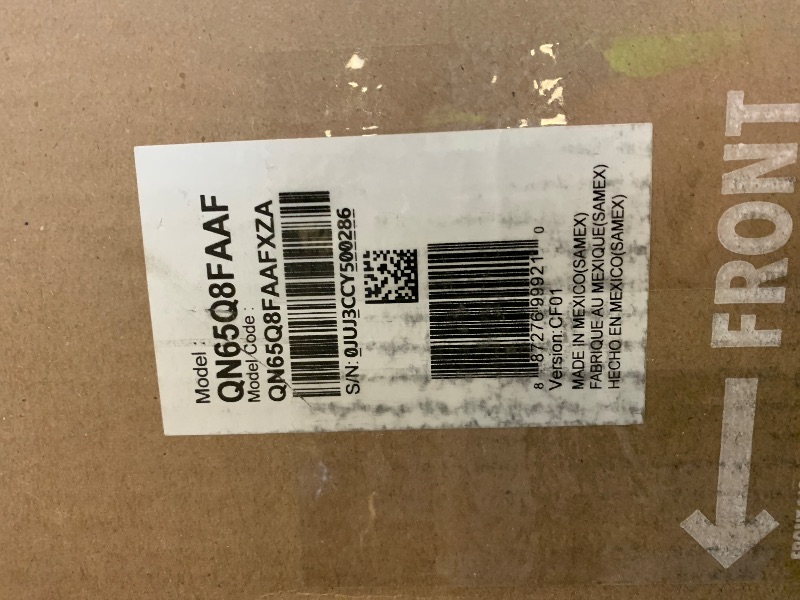 Model :
QN65Q8FAAF
Model Code :
QN65Q8FAAFXZA
S/N: 0JUJ3CCY500286
8 87276 99921 0
Version: CF01
MADE IN MEXICO(SAMEX)
FABRIQUE AU MEXIQUE(SAMEX)
HECHO EN MEXICO(SAMEX)
FRONT